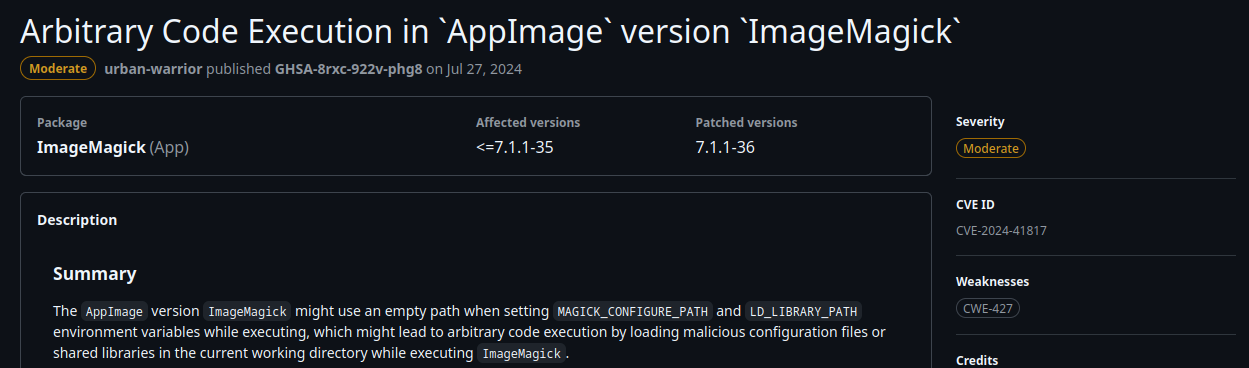 Arbitrary Code Execution in `AppImage` version `ImageMagick`
Moderate urban-warrior published GHSA-8rxc-922v-phg8 on Jul 27, 2024
Package Affected versions Patched versions
ImageMagick (App) <=7.1.1-35 7.1.1-36
Description
Summary
The AppImage version ImageMagick might use an empty path when setting MAGICK_CONFIGURE_PATH and LD_LIBRARY_PATH
environment variables while executing, which might lead to arbitrary code execution by loading malicious configuration files or
shared libraries in the current working directory while executing ImageMagick.
Severity
Moderate
CVE ID
CVE-2024-41817
Weaknesses
CWE-427
Credits